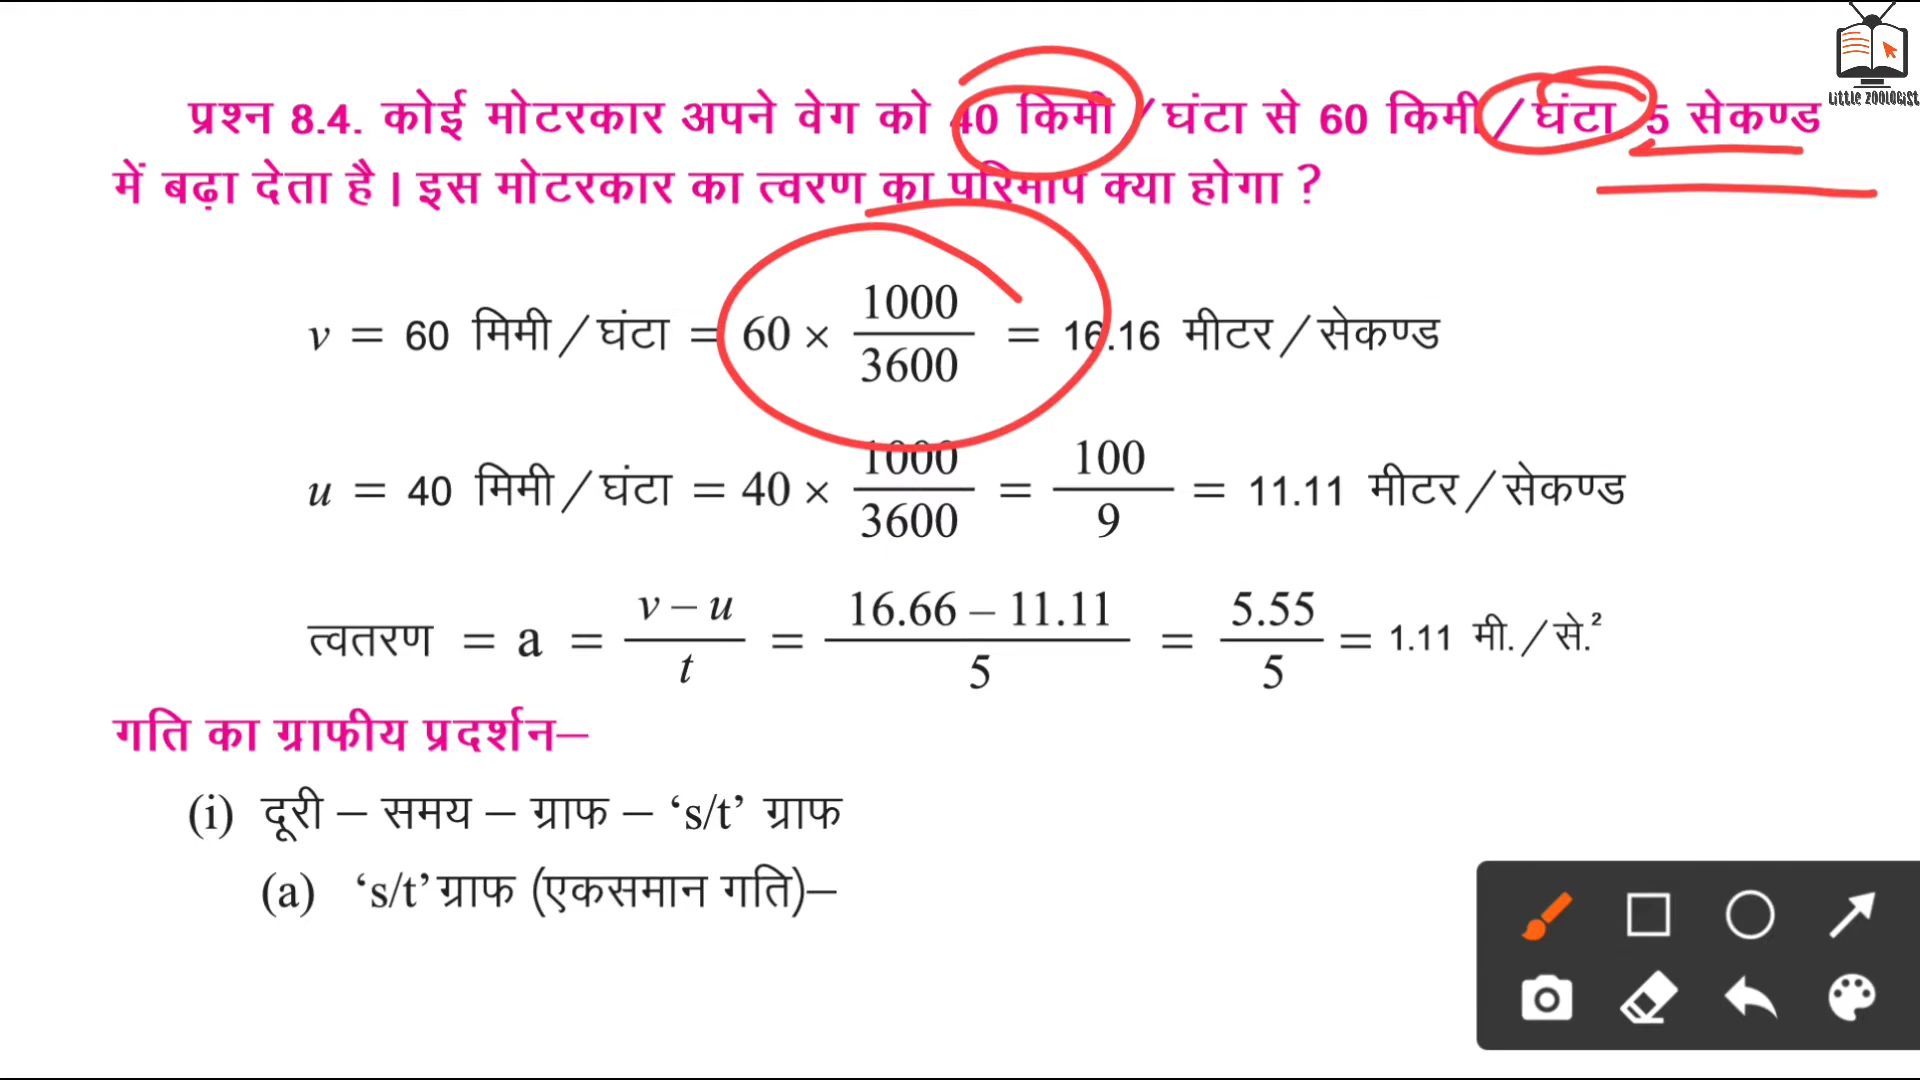 LITTLE ZOOLOGIST
प्रश्न 8.4. कोई मोटरकार अपने वेग को 40 किमी/घंटा से 60 किमी/घंटा 5 सेकण्ड
में बढ़ा देता है। इस मोटरकार का त्वरण का परिमाप क्या होगा ?
v = 60 मिमी/घंटा = 60 × 1000/3600 = 16.16 मीटर/सेकण्ड
u = 40 मिमी/घंटा = 40 × 1000/3600 = 100/9 = 11.11 मीटर/सेकण्ड
त्वतरण = a = v – u/t = 16.66 – 11.11/5 = 5.55/5 = 1.11 मी./से.²
गति का ग्राफीय प्रदर्शन–
(i) दूरी – समय – ग्राफ – ‘s/t’ ग्राफ
(a) ‘s/t’ ग्राफ (एकसमान गति)–